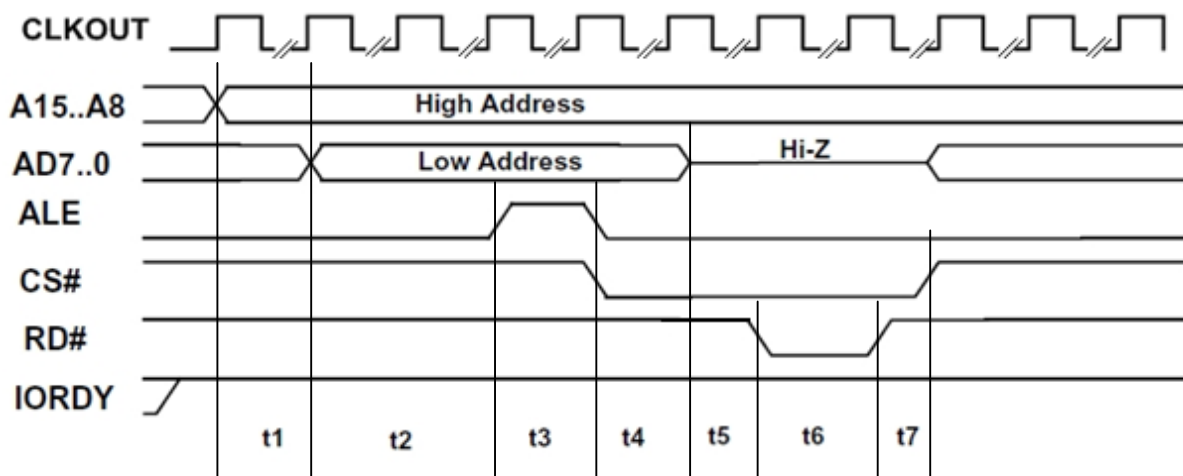 CLKOUT
A15..A8 High Address
AD7..0 Low Address Hi-Z
ALE
CS#
RD#
IORDY
t1 t2 t3 t4 t5 t6 t7